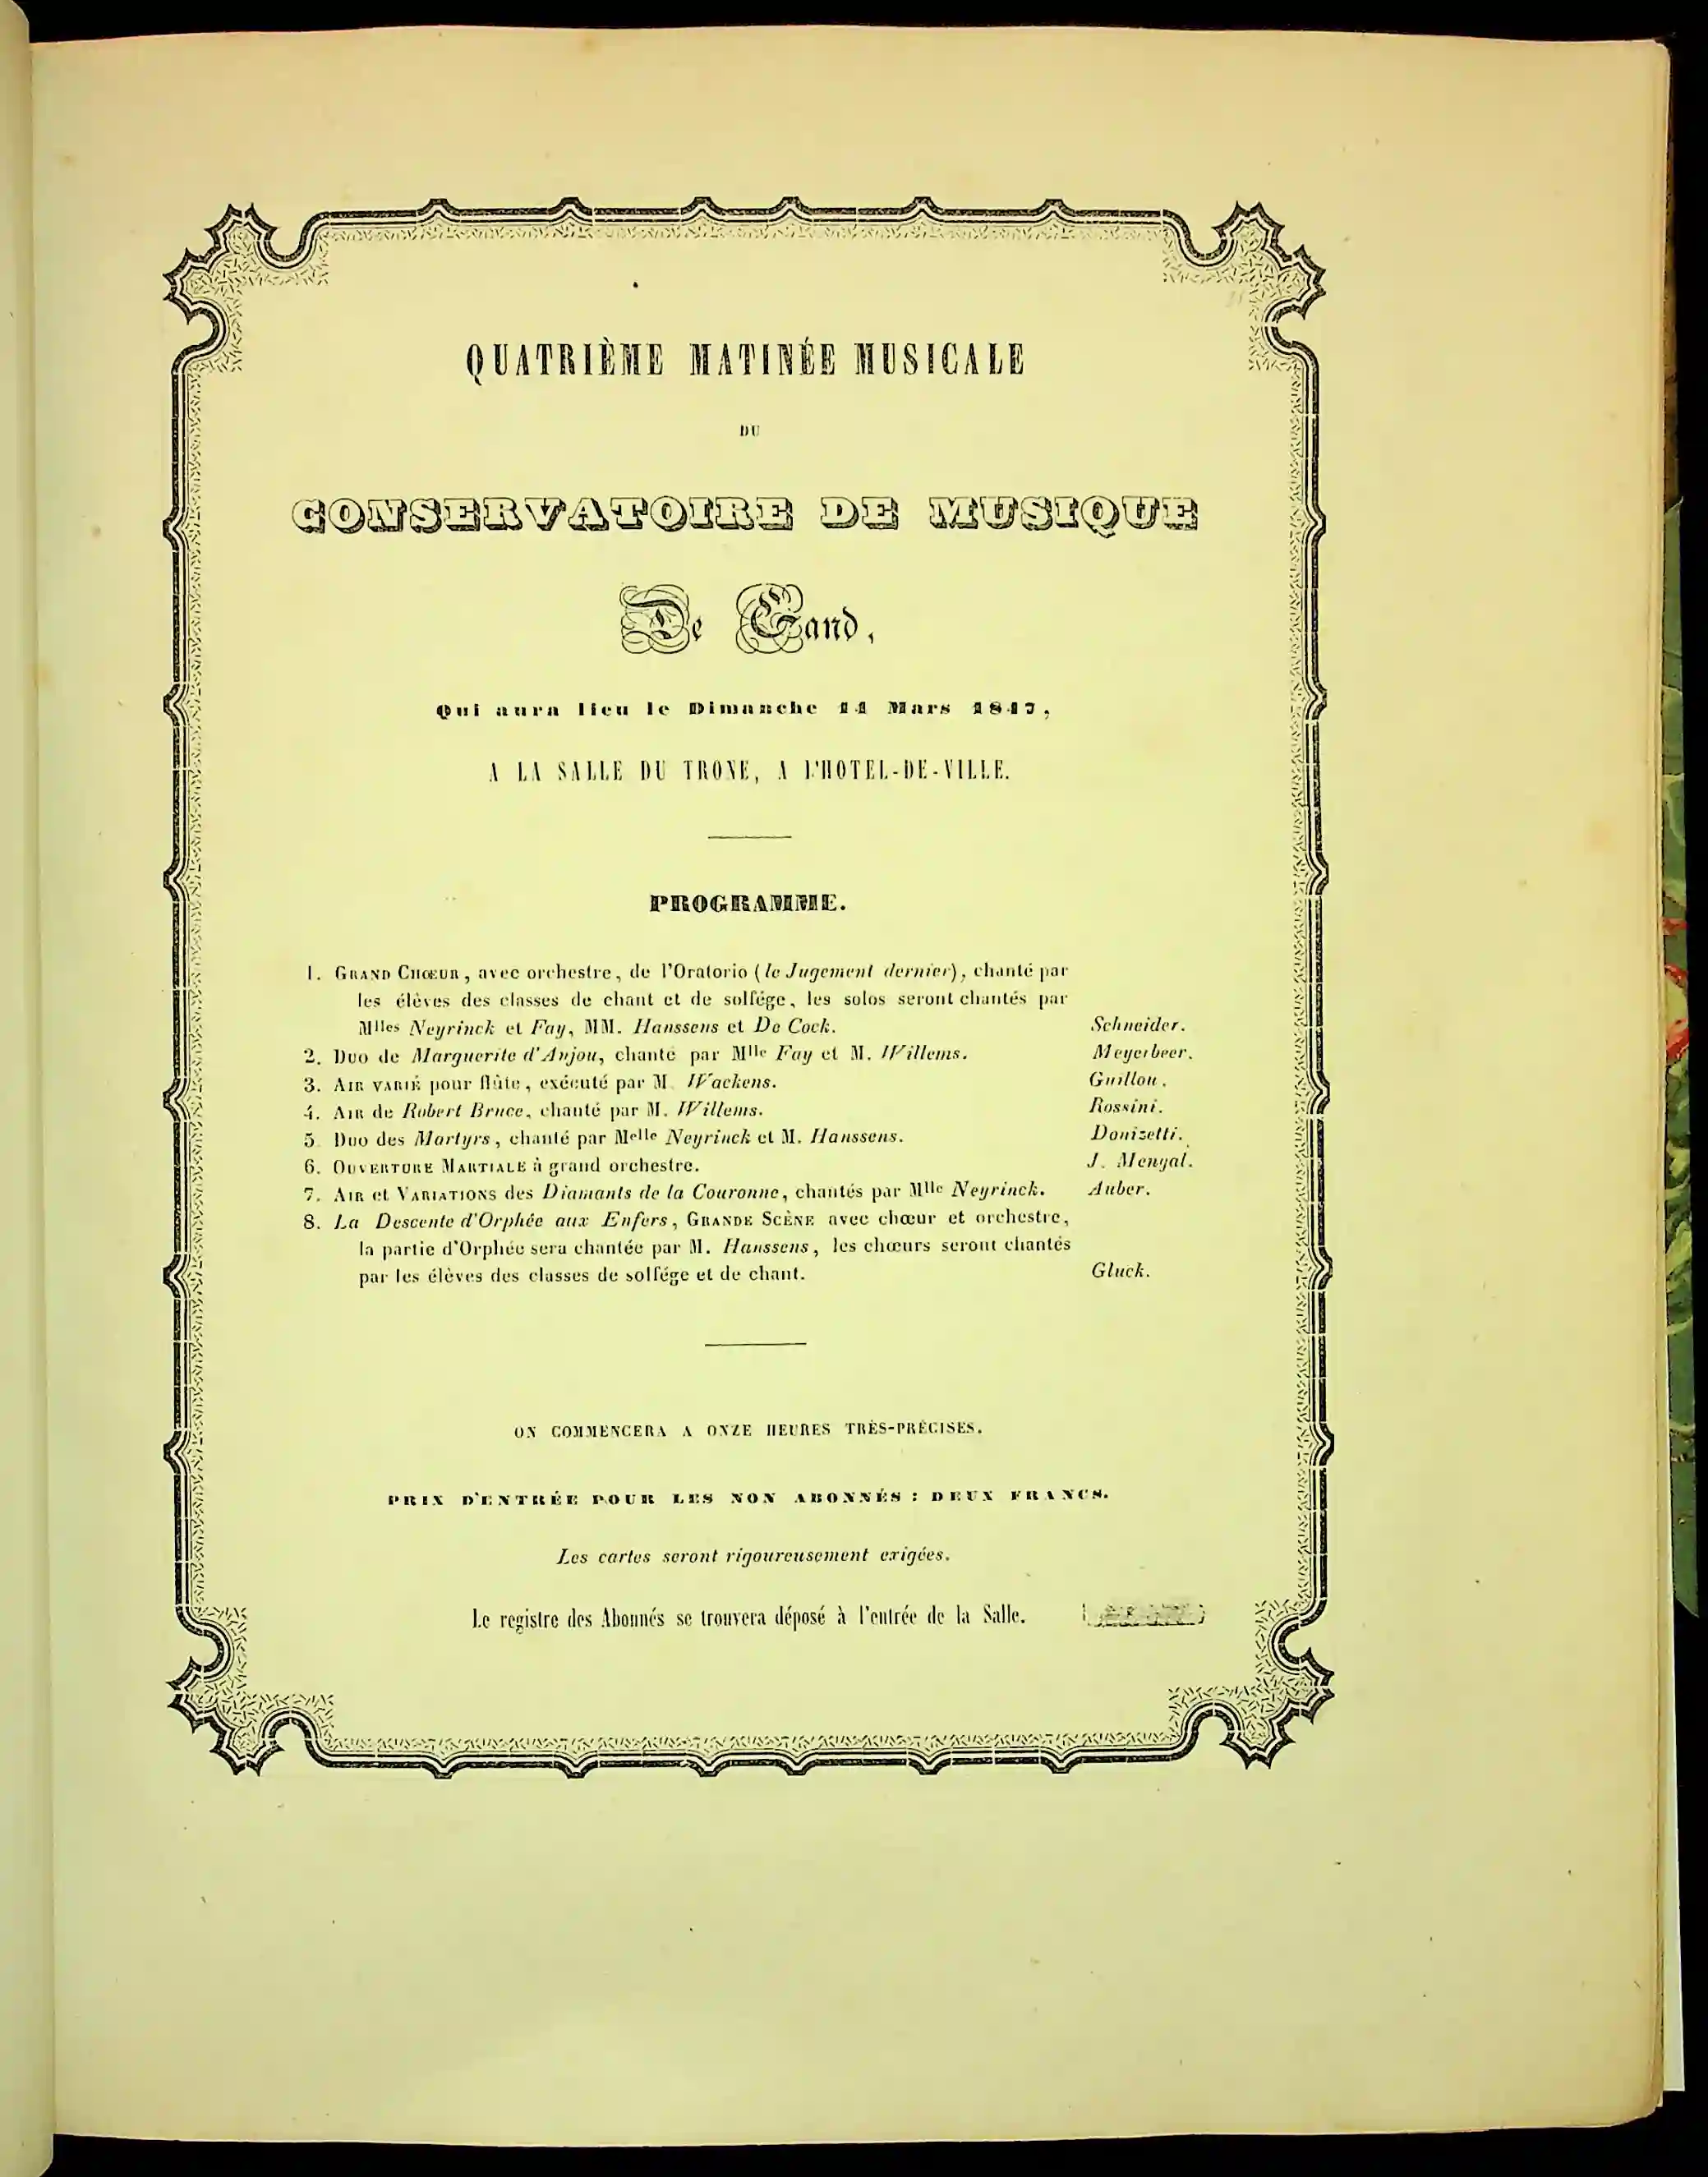 QUATRIÈME MATINÉE MUSICALE
DU
CONSERVATOIRE DE MUSIQUE
De Gand,
Qui aura lieu le Dimanche 14 Mars 1847,
A LA SALLE DU TRONE, A L'HOTEL-DE-VILLE.
PROGRAMME.
1. GRAND CHŒUR, avec orchestre, de l'Oratorio (le Jugement dernier), chanté par
les élèves des classes de chant et de solfége, les solos seront chantés par
Mlles Neyrinck et Fay, MM. Hanssens et De Cock. Schneider.
2. Duo de Marguerite d'Anjou, chanté par Mlle Fay et M. Willems. Meyerbeer.
3. AIR VARIÉ pour flûte, exécuté par M. Wackens. Guillou.
4. AIR de Robert Bruce, chanté par M. Willems. Rossini.
5. Duo des Martyrs, chanté par Melle Neyrinck et M. Hanssens. Donizetti.
6. OUVERTURE MARTIALE à grand orchestre. J. Mengal.
7. AIR et VARIATIONS des Diamants de la Couronne, chantés par Mlle Neyrinck. Auber.
8. La Descente d'Orphée aux Enfers, GRANDE SCÈNE avec chœur et orchestre,
la partie d'Orphée sera chantée par M. Hanssens, les chœurs seront chantés
par les élèves des classes de solfége et de chant. Gluck.
ON COMMENCERA A ONZE HEURES TRÈS-PRÉCISES.
PRIX D'ENTRÉE POUR LES NON ABONNÉS : DEUX FRANCS.
Les cartes seront rigoureusement exigées.
Le registre des Abonnés se trouvera déposé à l'entrée de la Salle.